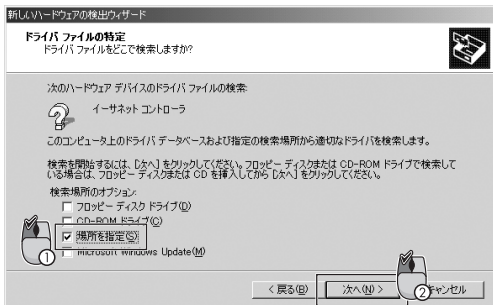 新しいハードウェアの検出ウィザード
ドライバ ファイルの特定
ドライバ ファイルをどこで検索しますか?
次のハードウェア デバイスのドライバ ファイルの検索:
イーサネット コントローラ
このコンピュータ上のドライバ データベースおよび指定の検索場所から適切なドライバを検索します。
検索を開始するには、[次へ] をクリックしてください。フロッピー ディスクまたは CD-ROM ドライブで検索して
いる場合は、フロッピー ディスクまたは CD を挿入してから [次へ] をクリックしてください。
検索場所のオプション:
フロッピー ディスク ドライブ(D)
CD-ROM ドライブ(C)
場所を指定(S)
①
Microsoft Windows Update(M)
< 戻る(B) 次へ(N) > ② キャンセル